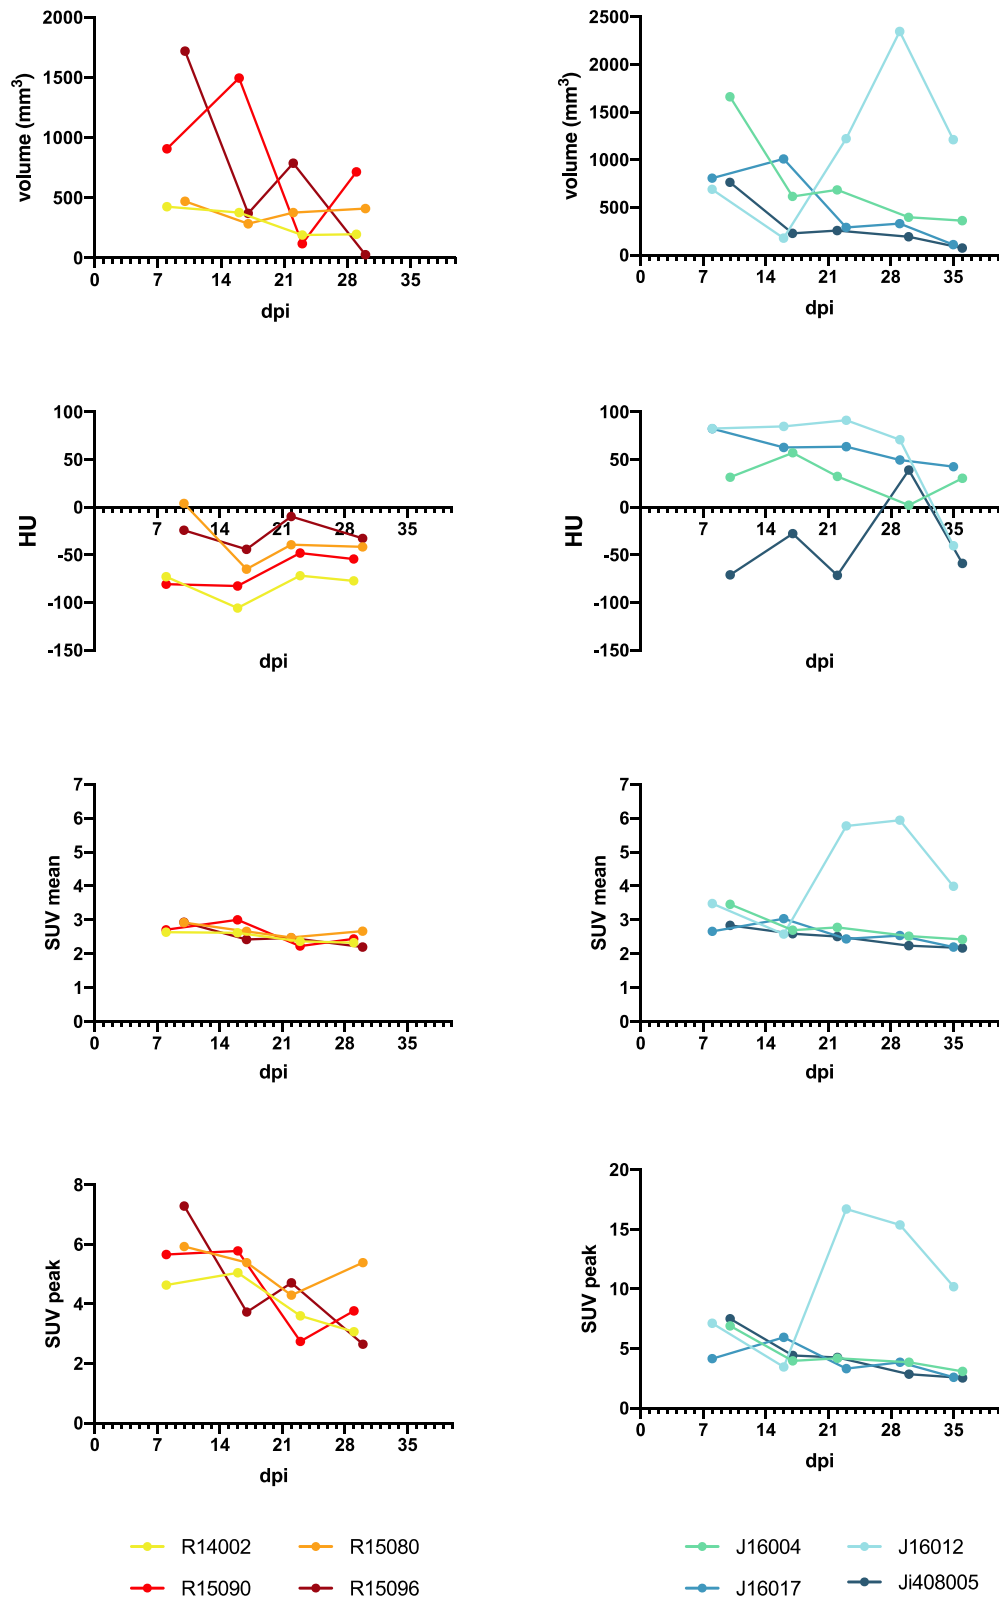 2000
1500
1000
500
0
volume (mm³)
0 7 14 21 28 35
dpi
2500
2000
1500
1000
500
0
volume (mm³)
0 7 14 21 28 35
dpi
100
50
0
-50
-100
-150
HU
7 14 21 28 35
dpi
100
50
0
-50
-100
-150
HU
7 14 21 28 35
dpi
7
6
5
4
3
2
1
0
SUV mean
0 7 14 21 28 35
dpi
7
6
5
4
3
2
1
0
SUV mean
0 7 14 21 28 35
dpi
8
6
4
2
0
SUV peak
0 7 14 21 28 35
dpi
20
15
10
5
0
SUV peak
0 7 14 21 28 35
dpi
R14002 R15080
R15090 R15096
J16004 J16012
J16017 Ji408005